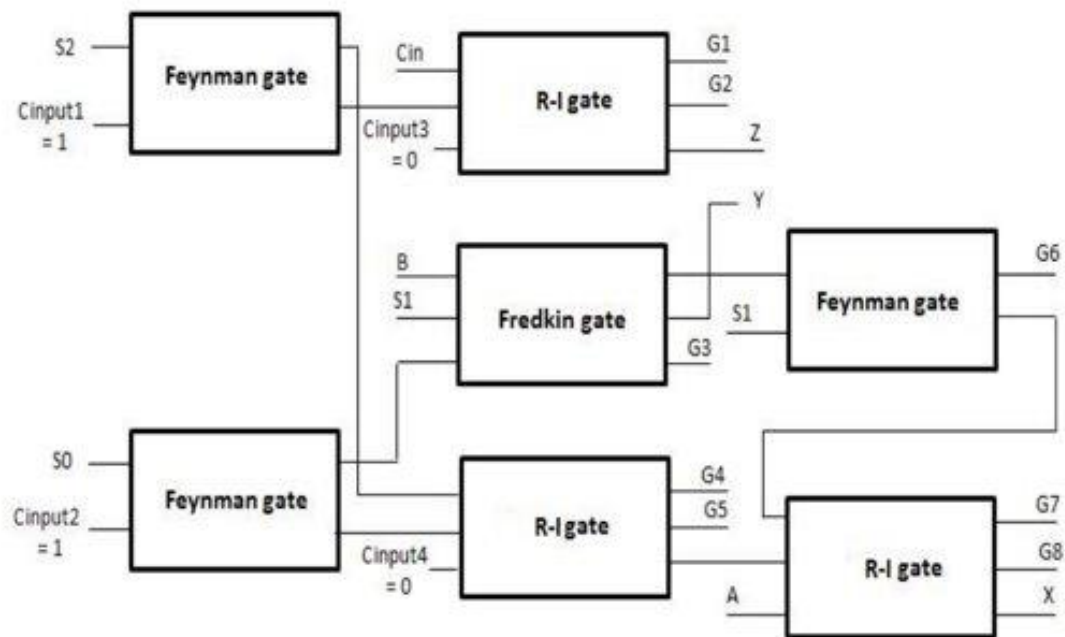 S2
Cinput1
= 1
Feynman gate
Cin
Cinput3
= 0
R-I gate
G1
G2
Z
Y
B
S1
Fredkin gate
G3
S1
Feynman gate
G6
S0
Cinput2
= 1
Feynman gate
Cinput4
= 0
R-I gate
G4
G5
A
R-I gate
G7
G8
X